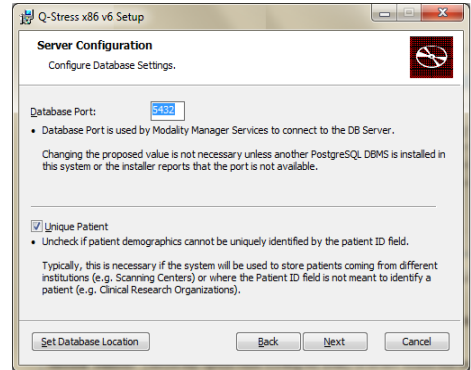 Q-Stress x86 v6 Setup
Server Configuration
Configure Database Settings.
Database Port:
5432
• Database Port is used by Modality Manager Services to connect to the DB Server.
Changing the proposed value is not necessary unless another PostgreSQL DBMS is installed in
this system or the installer reports that the port is not available.
Unique Patient
• Uncheck if patient demographics cannot be uniquely identified by the patient ID field.
Typically, this is necessary if the system will be used to store patients coming from different
institutions (e.g. Scanning Centers) or where the Patient ID field is not meant to identify a
patient (e.g. Clinical Research Organizations).
Set Database Location
Back
Next
Cancel